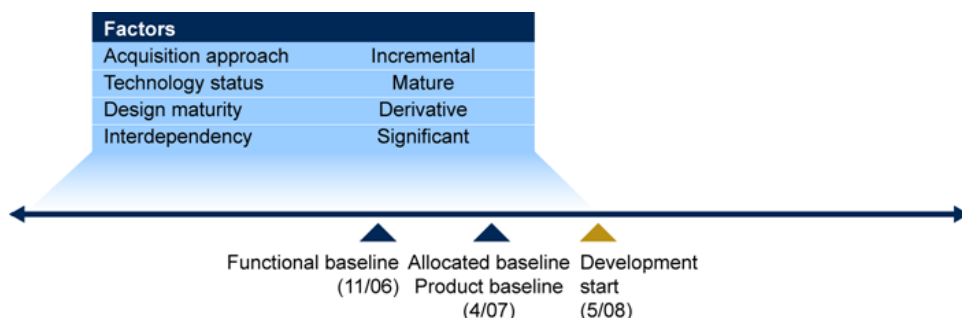 Factors
Acquisition approach Incremental
Technology status Mature
Design maturity Derivative
Interdependency Significant
Functional baseline
(11/06)
Allocated baseline
Product baseline
(4/07)
Development
start
(5/08)